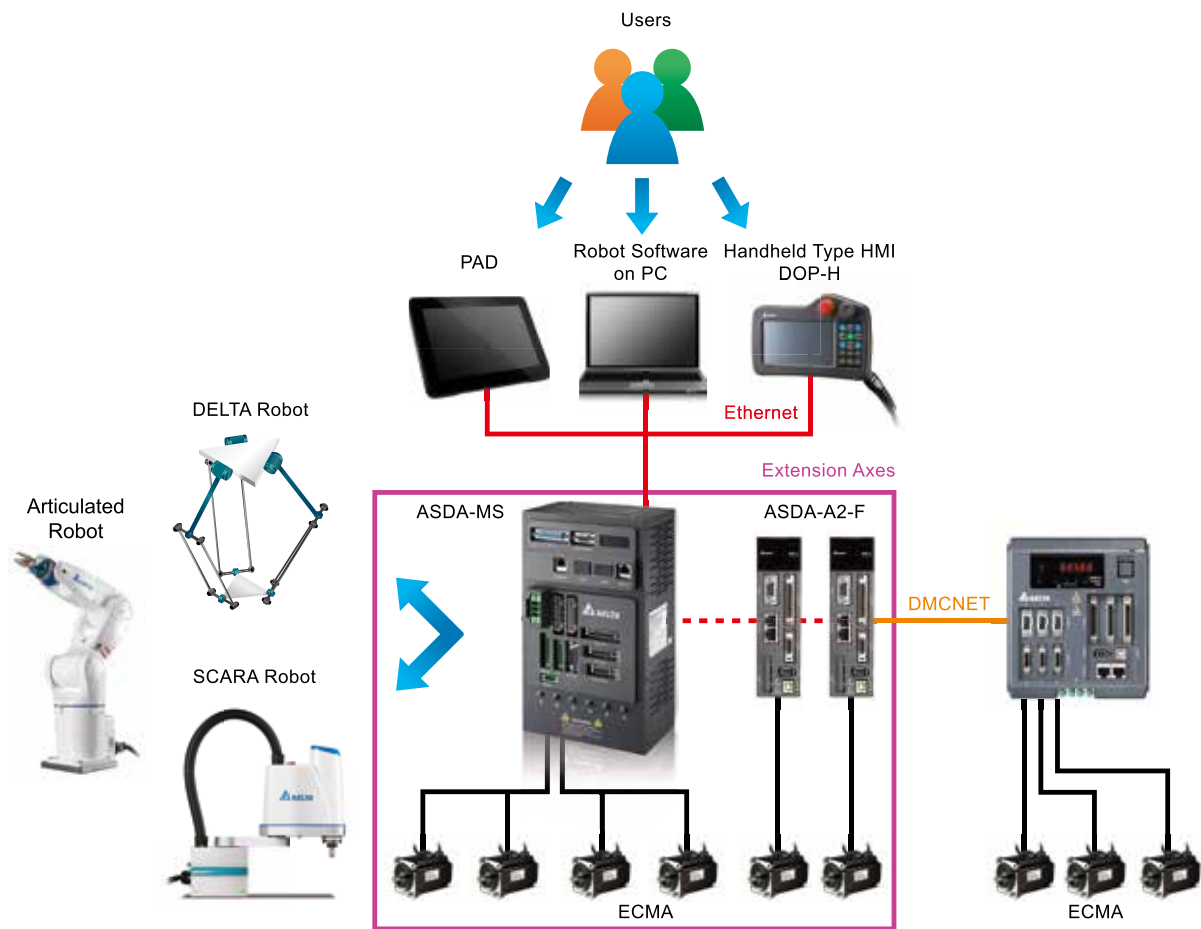 Users
PAD
Robot Software
on PC
Handheld Type HMI
DOP-H
Ethernet
DELTA Robot
Extension Axes
Articulated
Robot
ASDA-MS
ASDA-A2-F
DMCNET
SCARA Robot
ECMA
ECMA